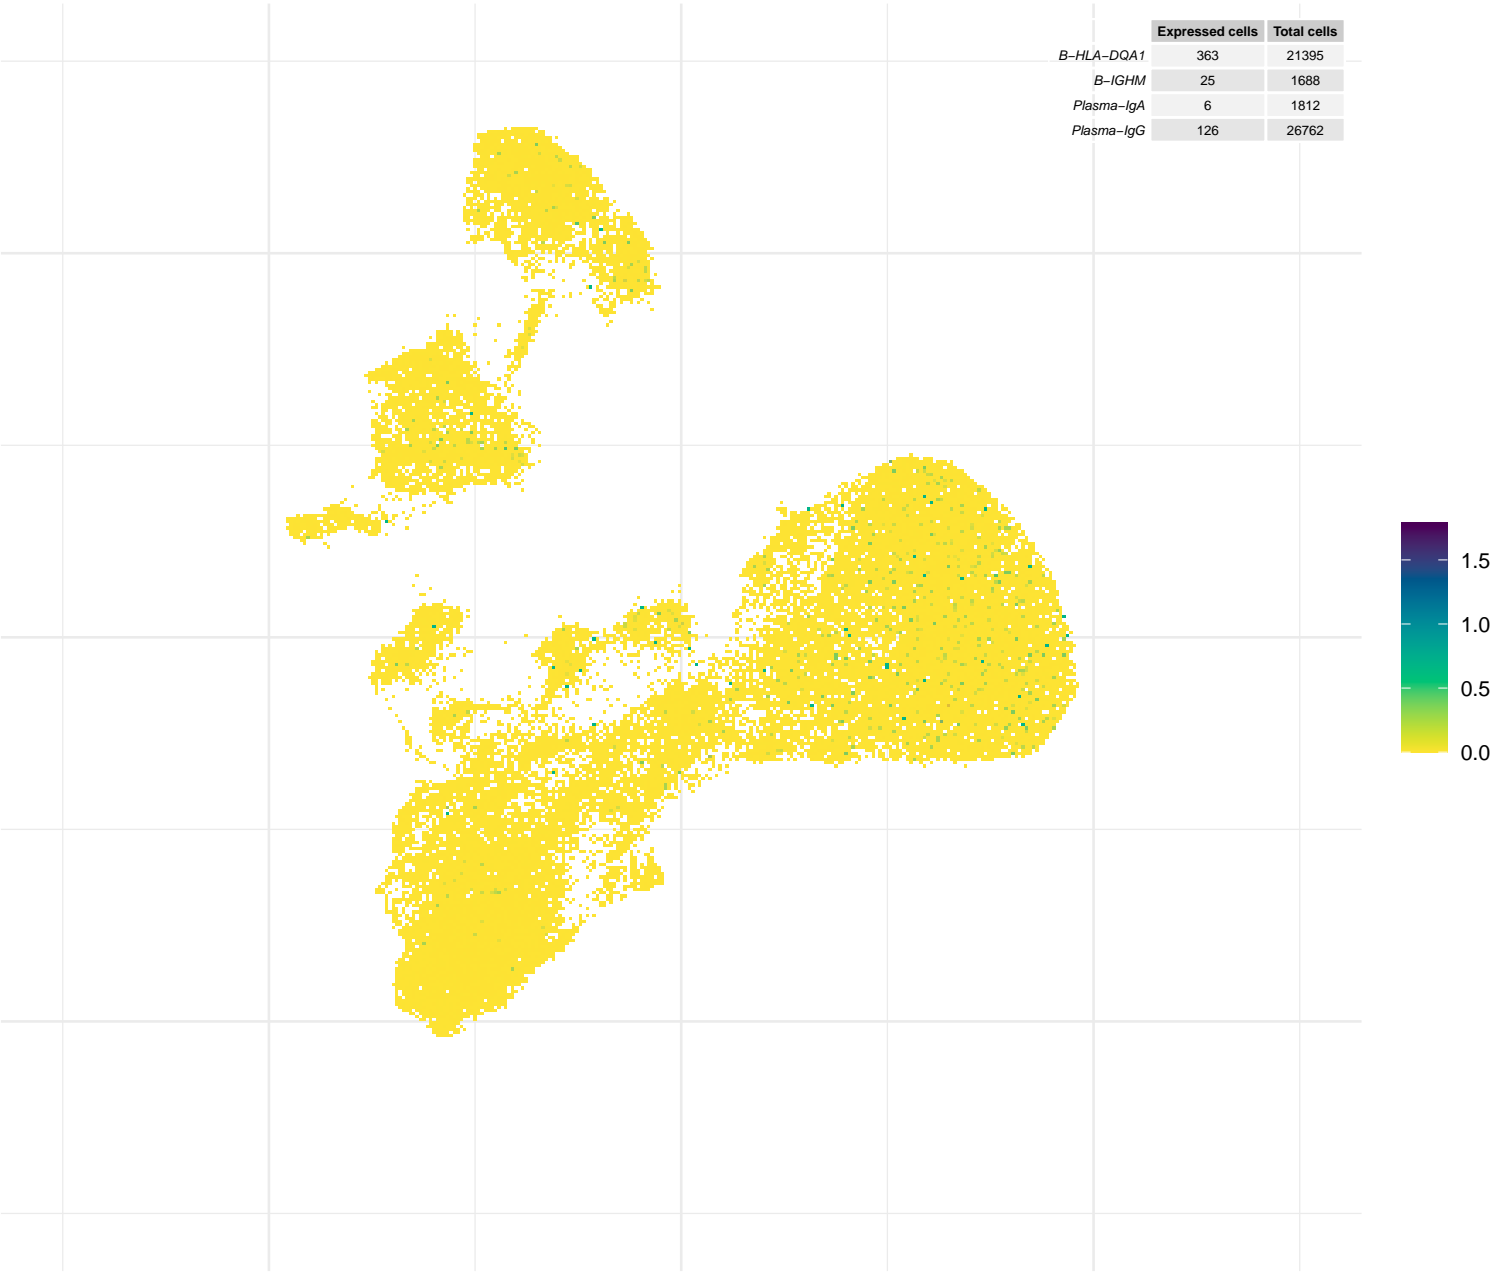 Expressed cells Total cells
B−HLA−DQA1 363 21395
B−IGHM 25 1688
Plasma−IgA 6 1812
Plasma−IgG 126 26762
1.5
1.0
0.5
0.0